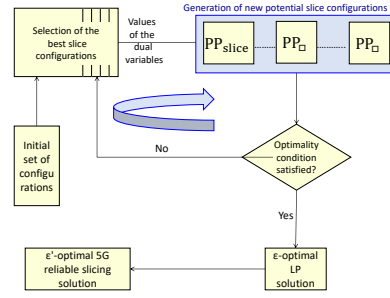 Generation of new potential slice configurations
Selection of the
best slice
configurations
Values
of the
dual
variables
PPslice
PP□
PP□
No
Optimality
condition
satisfied?
Initial
set of
configu
rations
Yes
ε'-optimal 5G
reliable slicing
solution
ε-optimal
LP
solution